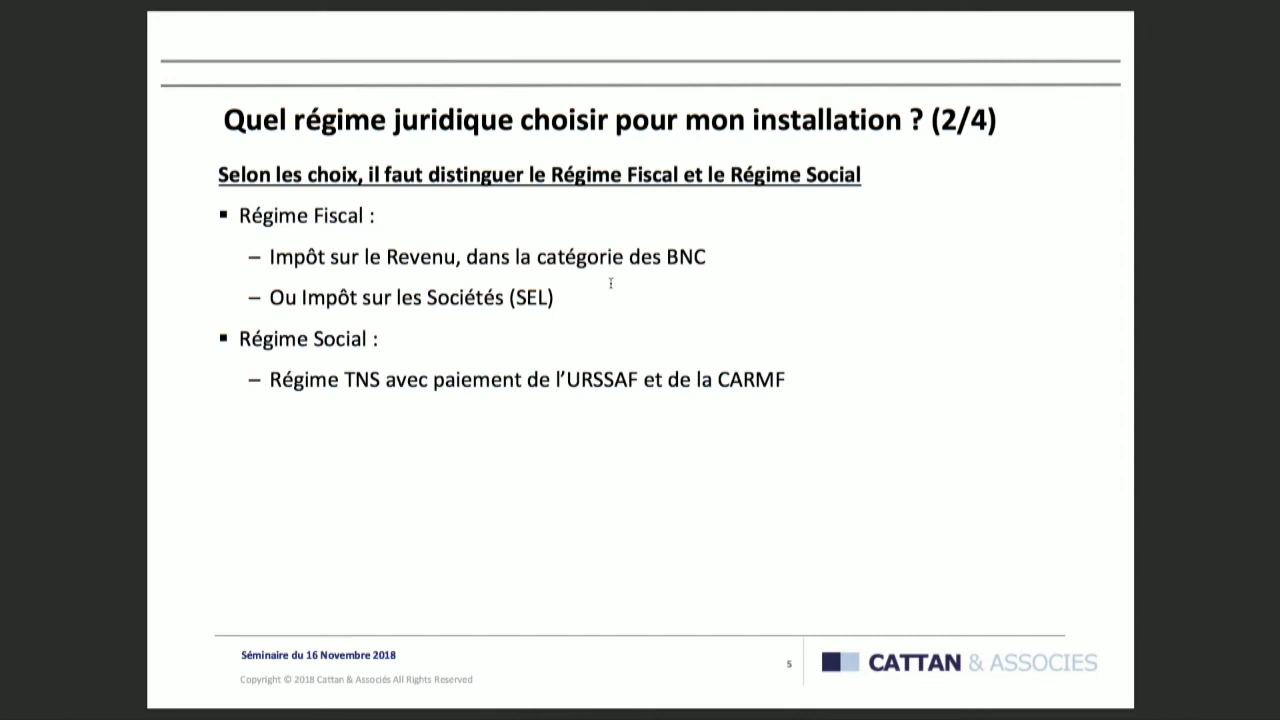 Quel régime juridique choisir pour mon installation ? (2/4)
Selon les choix, il faut distinguer le Régime Fiscal et le Régime Social
▪ Régime Fiscal :
– Impôt sur le Revenu, dans la catégorie des BNC
– Ou Impôt sur les Sociétés (SEL)
▪ Régime Social :
– Régime TNS avec paiement de l’URSSAF et de la CARMF
Séminaire du 16 Novembre 2018
Copyright © 2018 Cattan & Associés All Rights Reserved
5
CATTAN & ASSOCIES